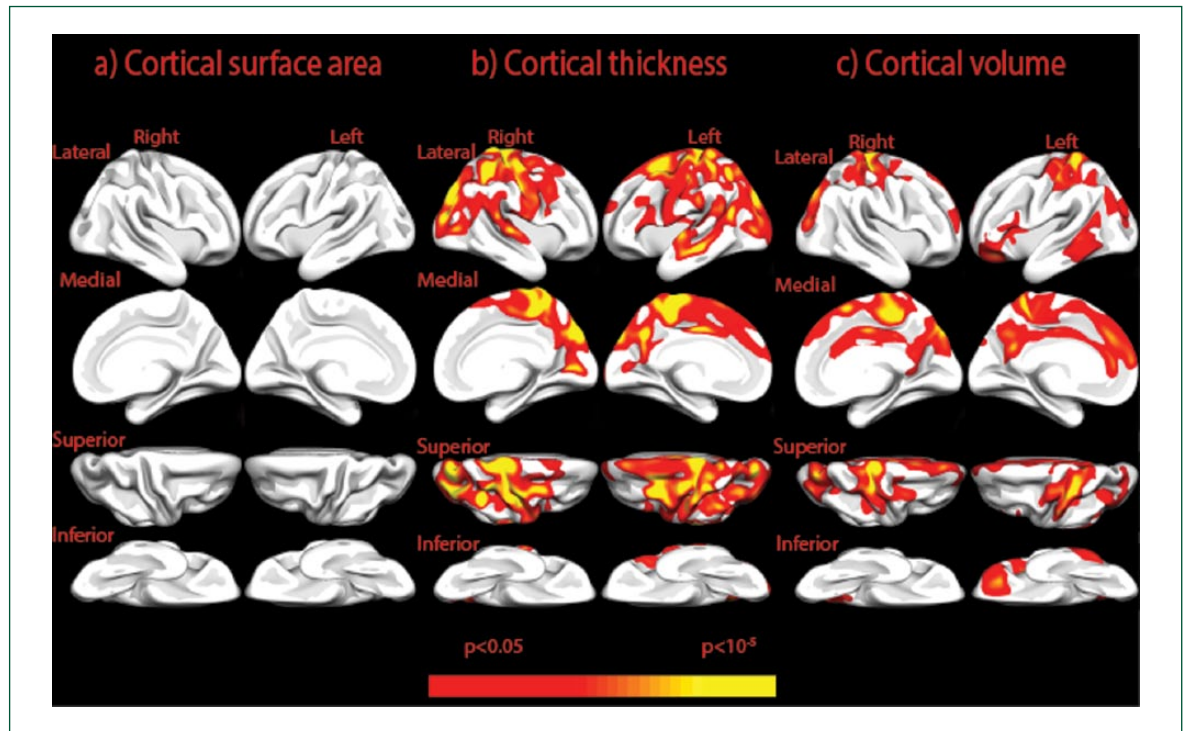 a) Cortical surface area
b) Cortical thickness
c) Cortical volume
Right
Left
Lateral
Medial
Superior
Inferior
Right
Left
Lateral
Medial
Superior
Inferior
Right
Left
Lateral
Medial
Superior
Inferior
p<0.05
p<10⁻⁵